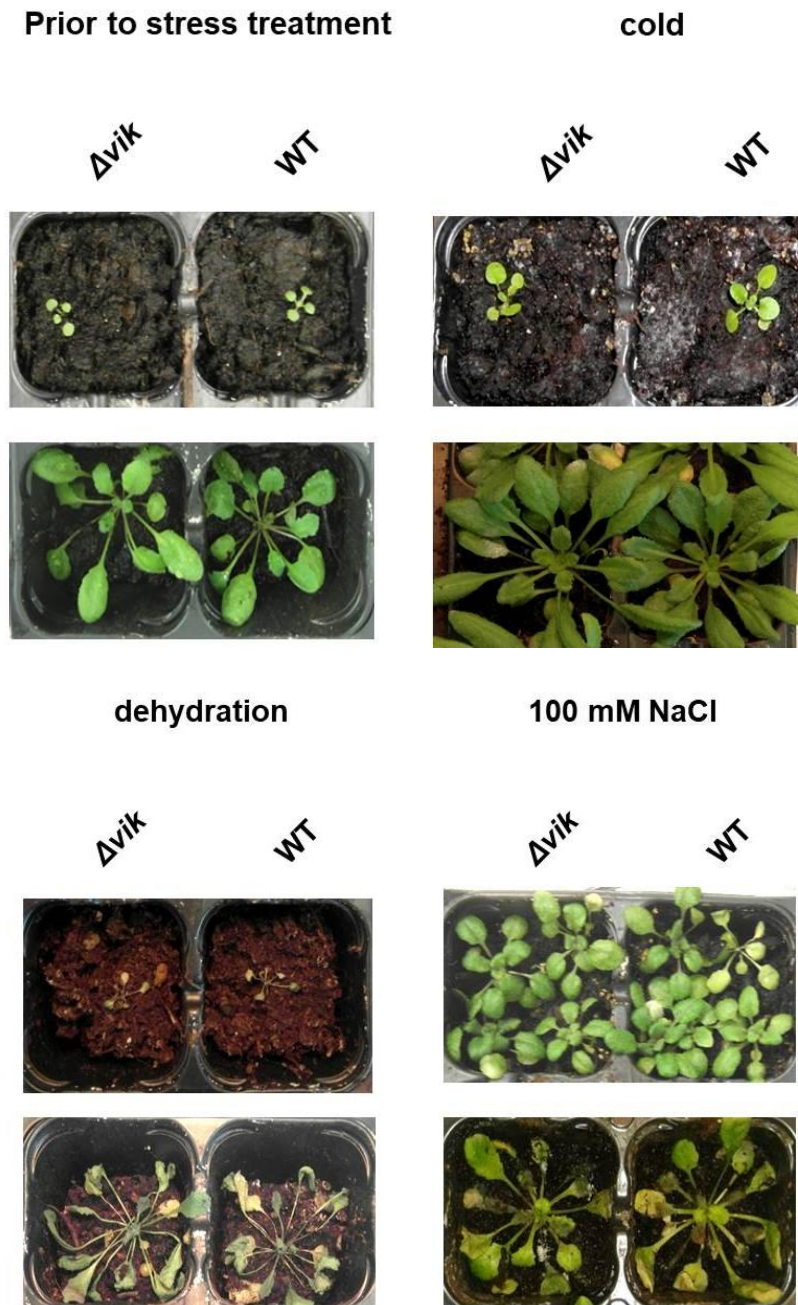 Prior to stress treatment
cold
Δvik
WT
Δvik
WT
dehydration
100 mM NaCl
Δvik
WT
Δvik
WT